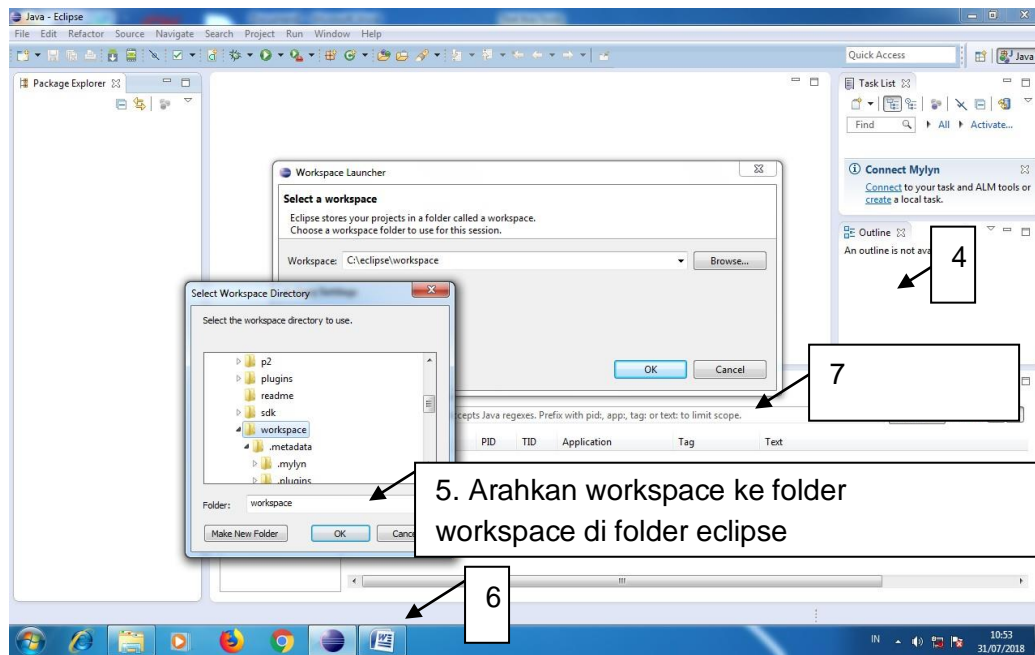 Java - Eclipse
File Edit Refactor Source Navigate Search Project Run Window Help
Quick Access
Java
Package Explorer
Task List
Find
All
Activate...
Connect Mylyn
Connect to your task and ALM tools or
create a local task.
Outline
An outline is not
4
Workspace Launcher
Select a workspace
Eclipse stores your projects in a folder called a workspace.
Choose a workspace folder to use for this session.
Workspace: C:\eclipse\workspace
Browse...
OK
Cancel
Select Workspace Directory
Select the workspace directory to use.
p2
plugins
readme
sdk
workspace
.metadata
.mylyn
.plugins
Folder: workspace
Make New Folder
OK
7
Java regexes. Prefix with pid:, app:, tag: or text: to limit scope.
PID TID Application Tag Text
5. Arahkan workspace ke folder
workspace di folder eclipse
6
IN
10:53
31/07/2018